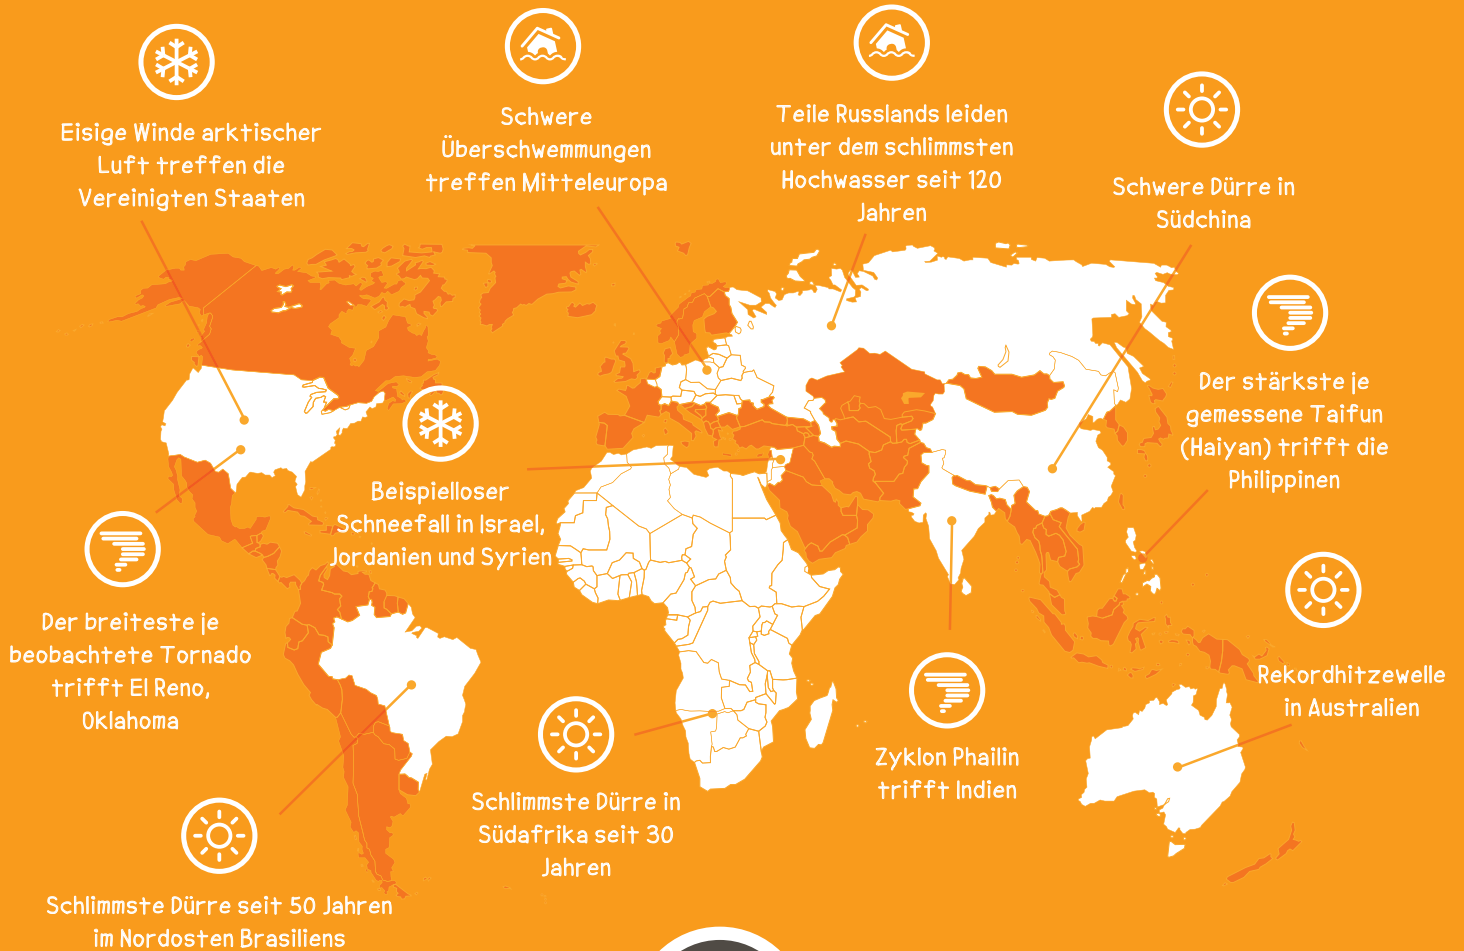 Eisige Winde arktischer
Luft treffen die
Vereinigten Staaten
Schwere
Überschwemmungen
treffen Mitteleuropa
Teile Russlands leiden
unter dem schlimmsten
Hochwasser seit 120
Jahren
Schwere Dürre in
Südchina
Der stärkste je
gemessene Taifun
(Haiyan) trifft die
Philippinen
Beispielloser
Schneefall in Israel,
Jordanien und Syrien
Der breiteste je
beobachtete Tornado
trifft El Reno,
Oklahoma
Rekordhitzewelle
in Australien
Zyklon Phailin
trifft Indien
Schlimmste Dürre in
Südafrika seit 30
Jahren
Schlimmste Dürre seit 50 Jahren
im Nordosten Brasiliens